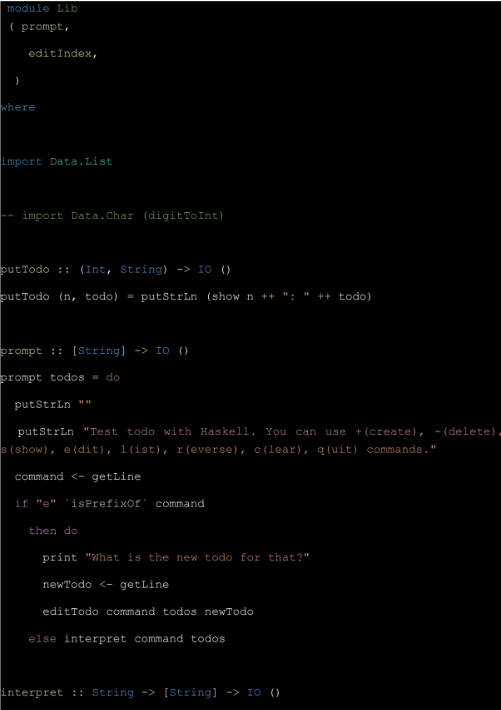 module Lib
( prompt,
editIndex,
)
where
import Data.List
-- import Data.Char (digitToInt)
putTodo :: (Int, String) -> IO ()
putTodo (n, todo) = putStrLn (show n ++ ": " ++ todo)
prompt :: [String] -> IO ()
prompt todos = do
putStrLn ""
putStrLn "Test todo with Haskell. You can use +(create), -(delete),
s(show), e(dit), l(ist), r(everse), c(lear), q(uit) commands."
command <- getLine
if "e" `isPrefixOf` command
then do
print "What is the new todo for that?"
newTodo <- getLine
editTodo command todos newTodo
else interpret command todos
interpret :: String -> [String] -> IO ()